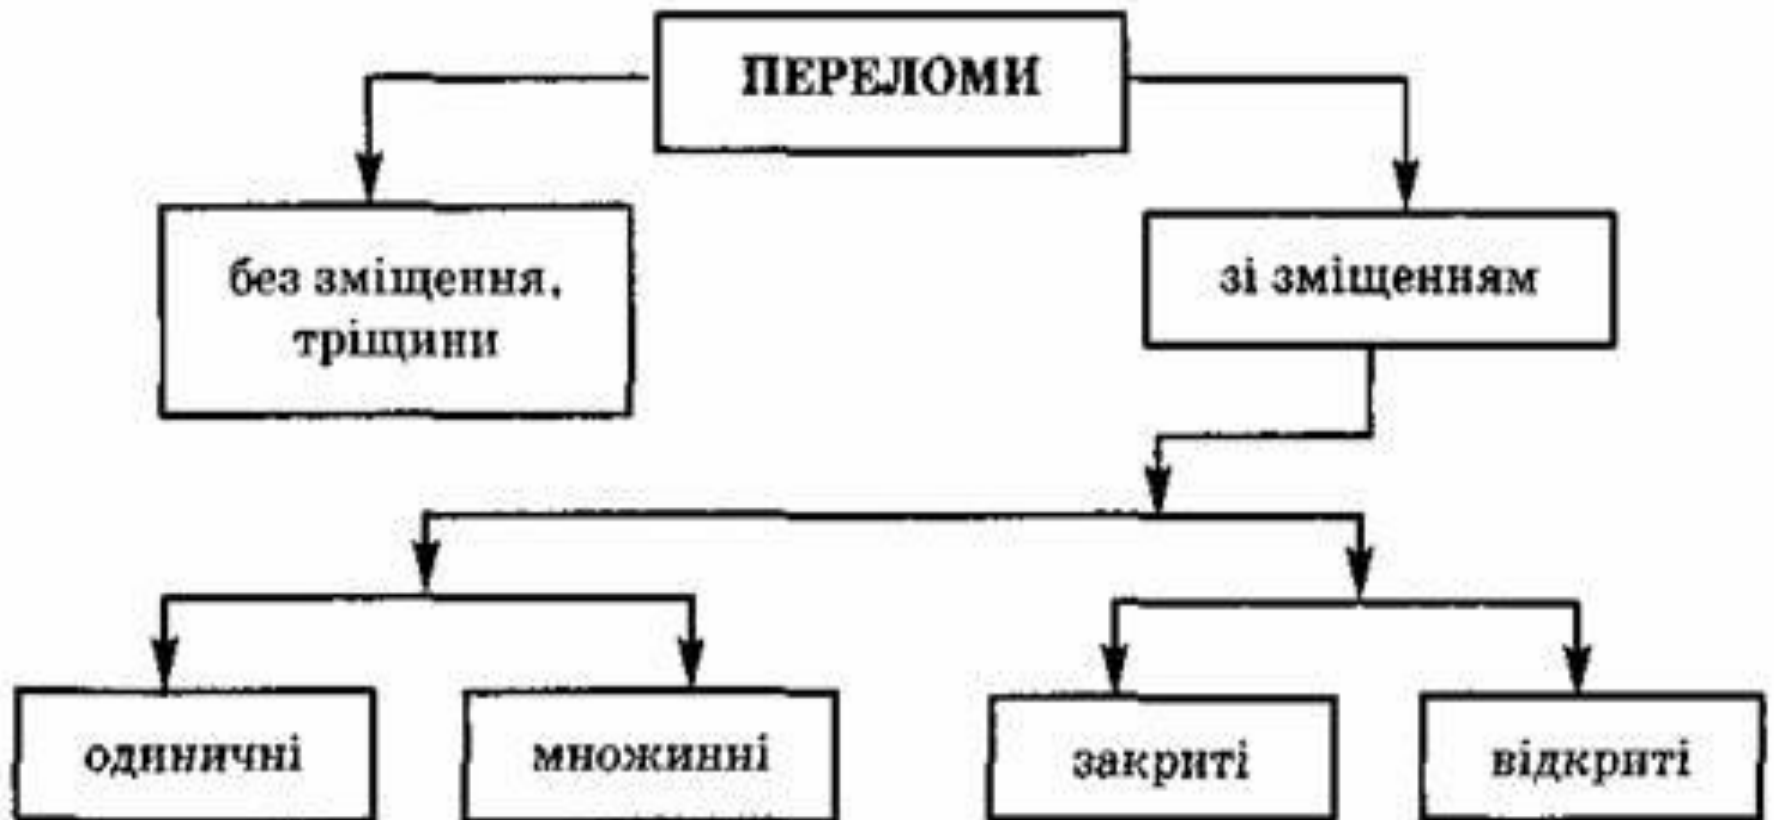 ПЕРЕЛОМИ
без зміщення,
тріщини
зі зміщенням
одиничні
множинні
закриті
відкриті